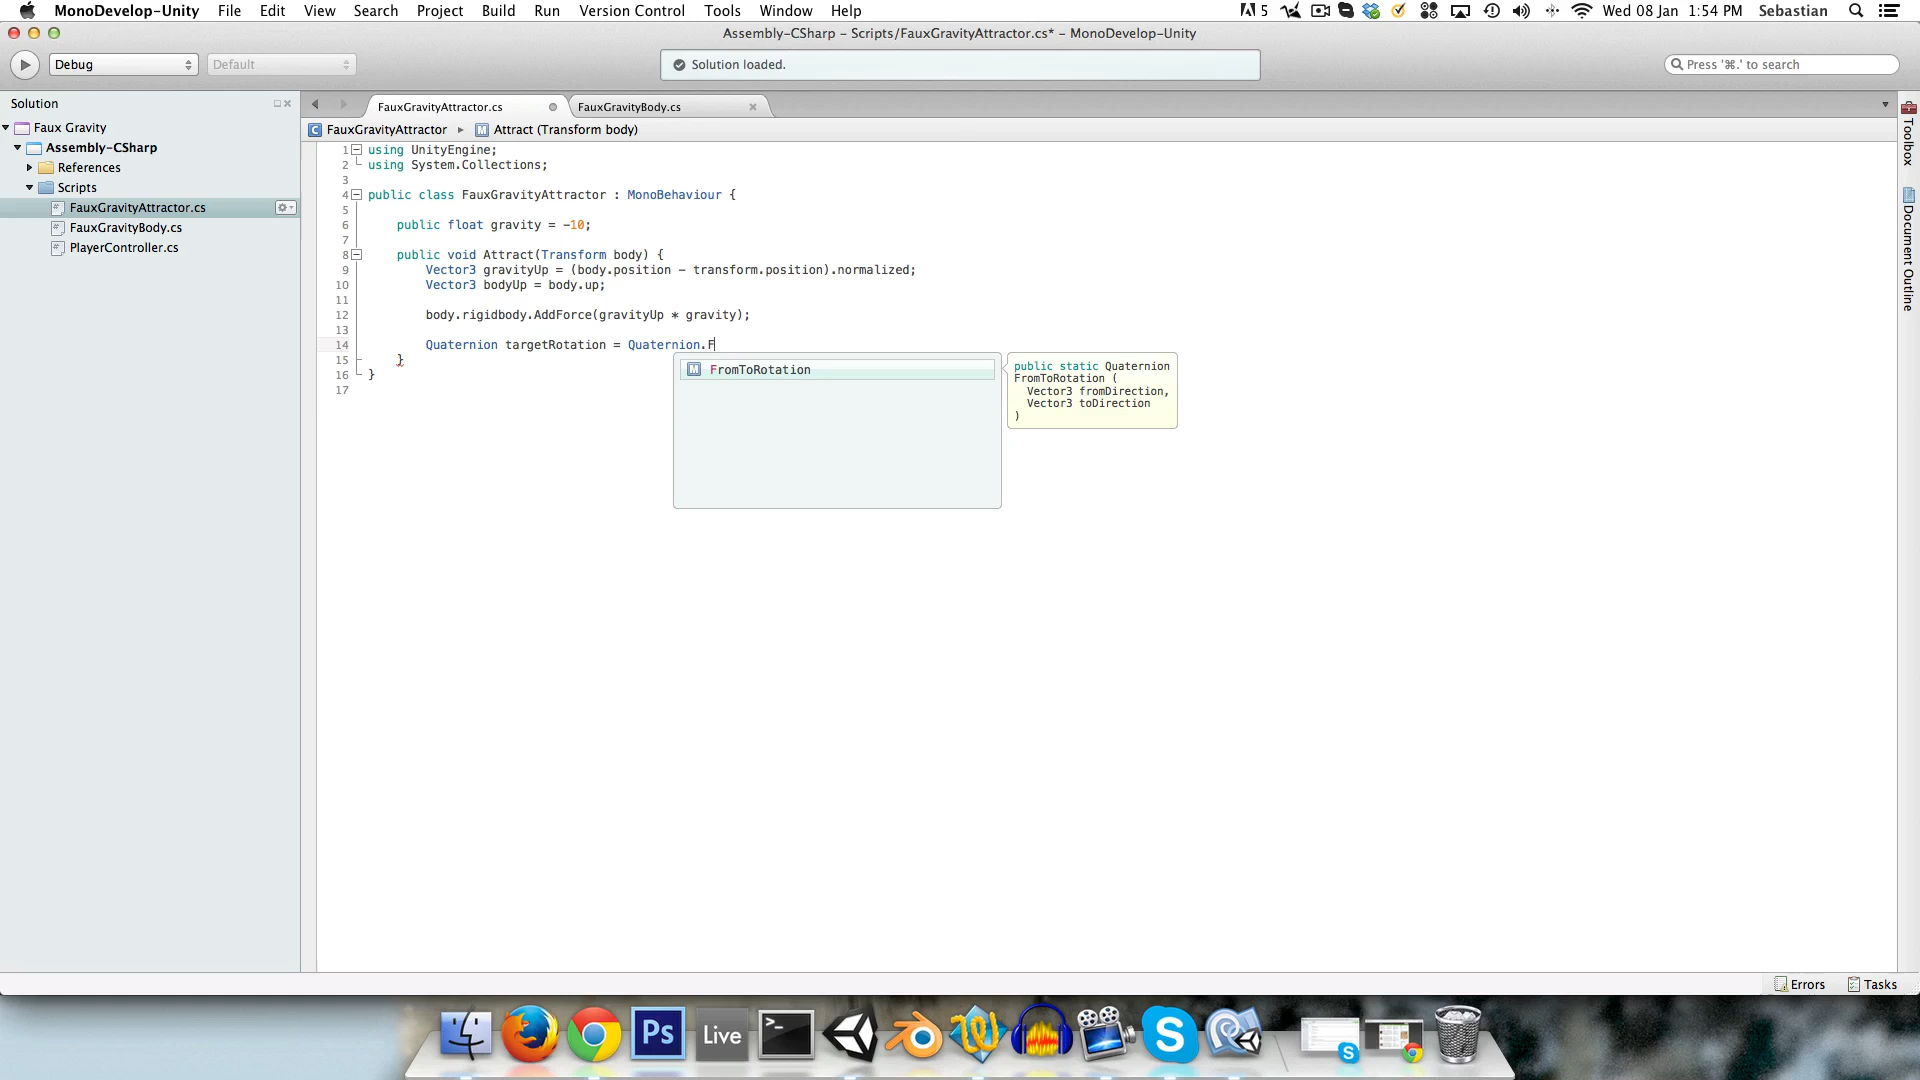 MonoDevelop-Unity File Edit View Search Project Build Run Version Control Tools Window Help
5 Wed 08 Jan 1:54 PM Sebastian
Assembly-CSharp – Scripts/FauxGravityAttractor.cs* – MonoDevelop-Unity
Debug Default Solution loaded. Press '⌘.' to search
Solution
Faux Gravity
Assembly-CSharp
References
Scripts
FauxGravityAttractor.cs
FauxGravityBody.cs
PlayerController.cs
FauxGravityAttractor.cs FauxGravityBody.cs
FauxGravityAttractor ▸ M Attract (Transform body)
1 using UnityEngine;
2 using System.Collections;
3
4 public class FauxGravityAttractor : MonoBehaviour {
5
6 public float gravity = -10;
7
8 public void Attract(Transform body) {
9 Vector3 gravityUp = (body.position - transform.position).normalized;
10 Vector3 bodyUp = body.up;
11
12 body.rigidbody.AddForce(gravityUp * gravity);
13
14 Quaternion targetRotation = Quaternion.F
15 }
16 }
17
M FromToRotation
public static Quaternion
FromToRotation (
Vector3 fromDirection,
Vector3 toDirection
)
Toolbox
Document Outline
Errors Tasks
Ps
Live